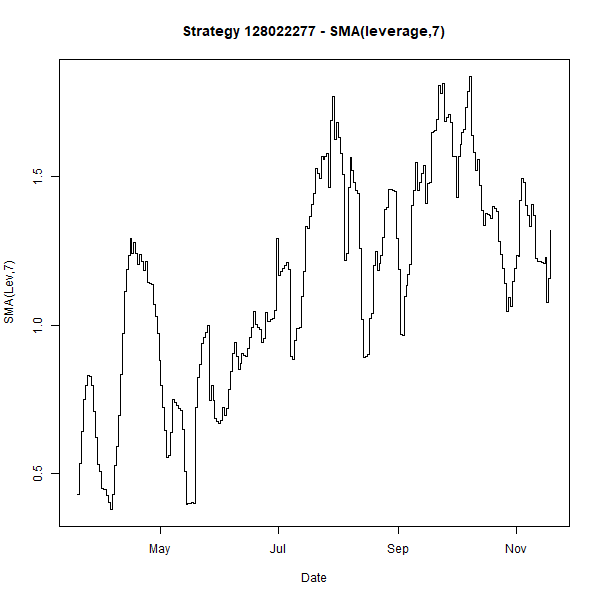 Strategy 128022277 - SMA(leverage,7)
SMA(Lev,7)
1.5
1.0
0.5
May
Jul
Sep
Nov
Date